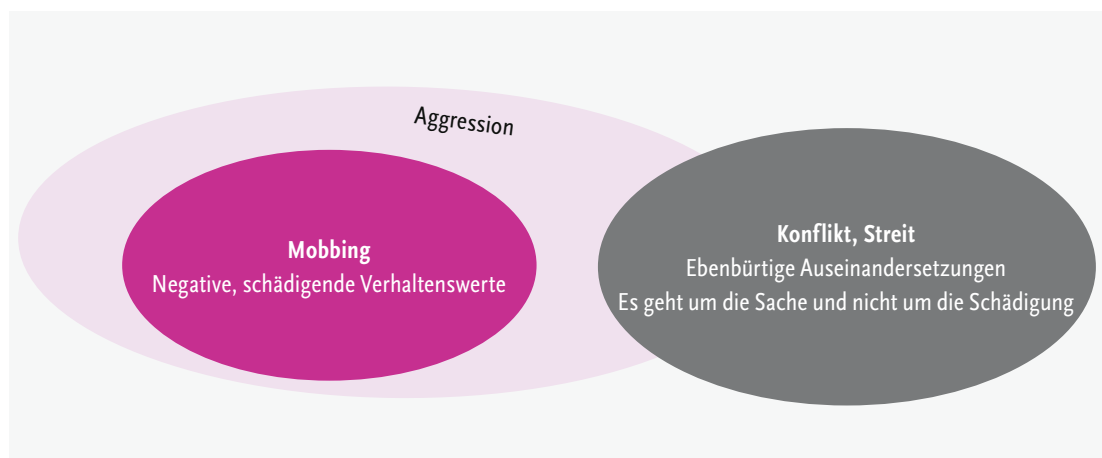 Aggression
Mobbing
Negative, schädigende Verhaltenswerte
Konflikt, Streit
Ebenbürtige Auseinandersetzungen
Es geht um die Sache und nicht um die Schädigung